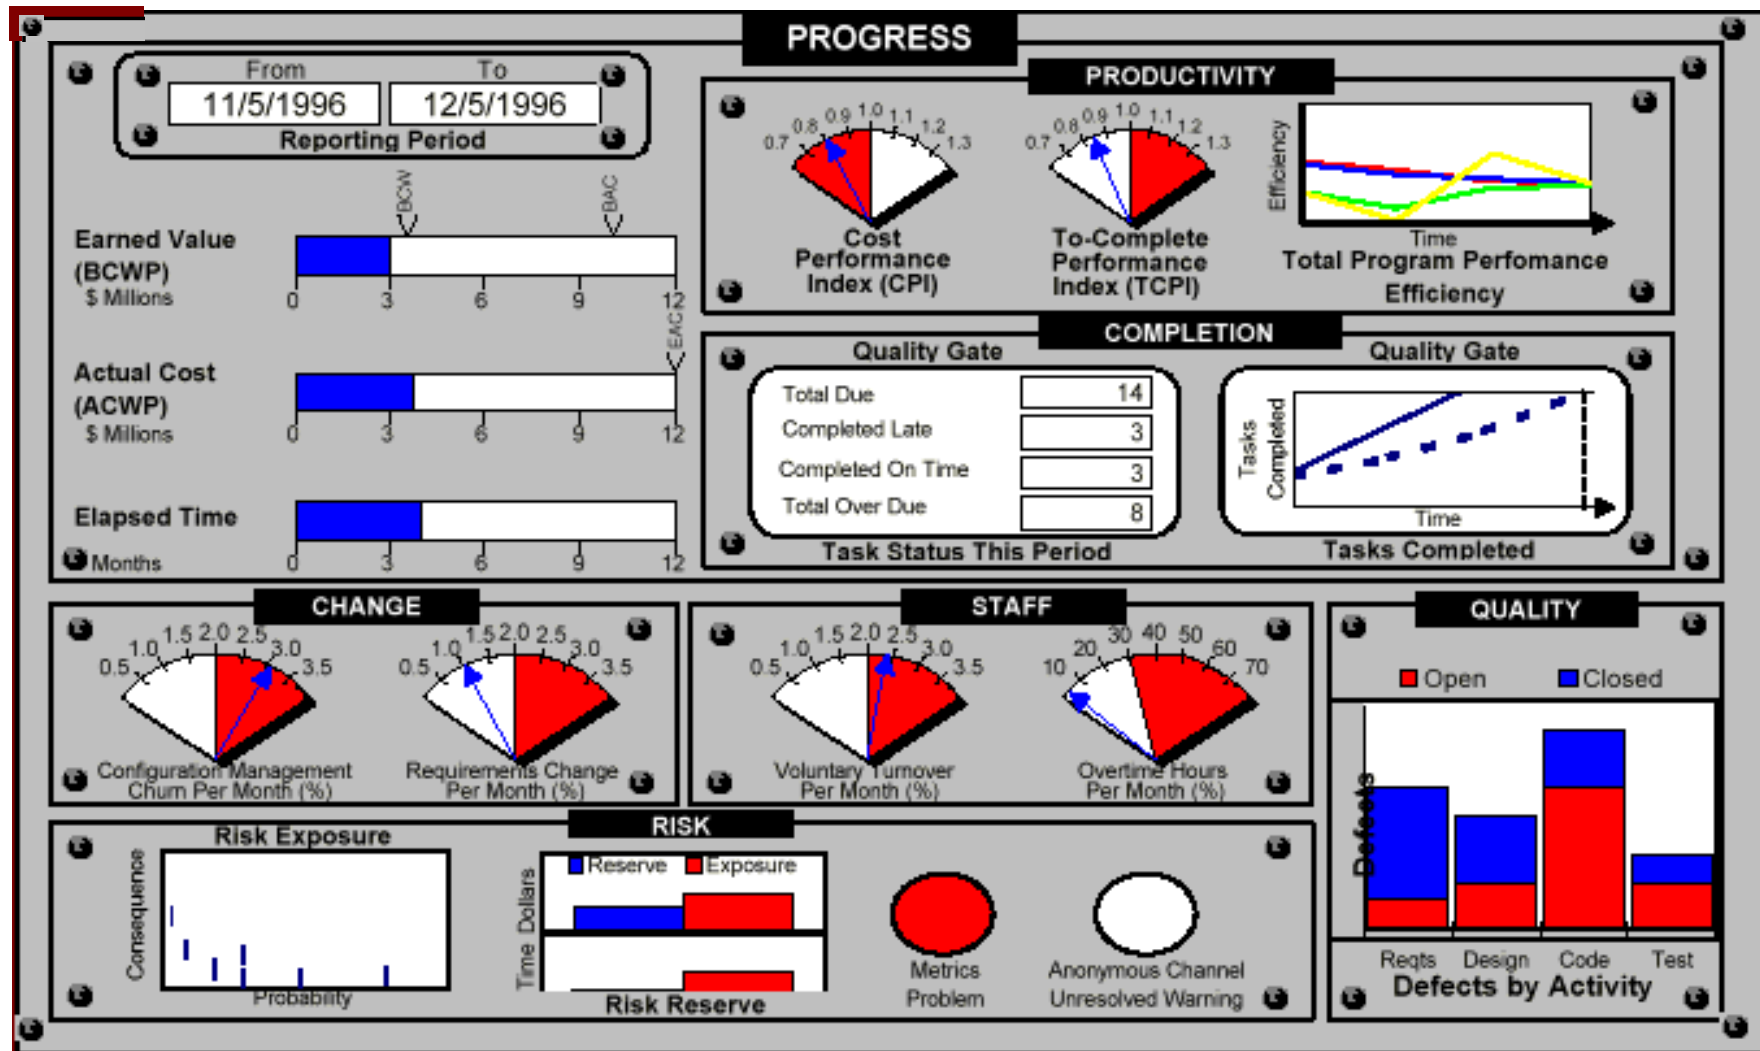 PROGRESS
From To
11/5/1996 12/5/1996
Reporting Period
BCW BAC
Earned Value
(BCWP)
$ Millions
0 3 6 9 12
EAC
Actual Cost
(ACWP)
$ Millions
0 3 6 9 12
Elapsed Time
Months
0 3 6 9 12
PRODUCTIVITY
0.7 0.8 0.9 1.0 1.1 1.2 1.3
Cost
Performance
Index (CPI)
0.7 0.8 0.9 1.0 1.1 1.2 1.3
To-Complete
Performance
Index (TCPI)
Efficiency
Time
Total Program Perfomance
Efficiency
COMPLETION
Quality Gate
Total Due 14
Completed Late 3
Completed On Time 3
Total Over Due 8
Task Status This Period
Quality Gate
Tasks
Completed
Time
Tasks Completed
CHANGE
0.5 1.0 1.5 2.0 2.5 3.0 3.5
Configuration Management
Churn Per Month (%)
0.5 1.0 1.5 2.0 2.5 3.0 3.5
Requirements Change
Per Month (%)
STAFF
0.5 1.0 1.5 2.0 2.5 3.0 3.5
Voluntary Turnover
Per Month (%)
10 20 30 40 50 60 70
Overtime Hours
Per Month (%)
QUALITY
Open Closed
Defects
Reqts Design Code Test
Defects by Activity
RISK
Risk Exposure
Consequence
Probability
Reserve Exposure
Dollars
Time
Risk Reserve
Metrics
Problem
Anonymous Channel
Unresolved Warning